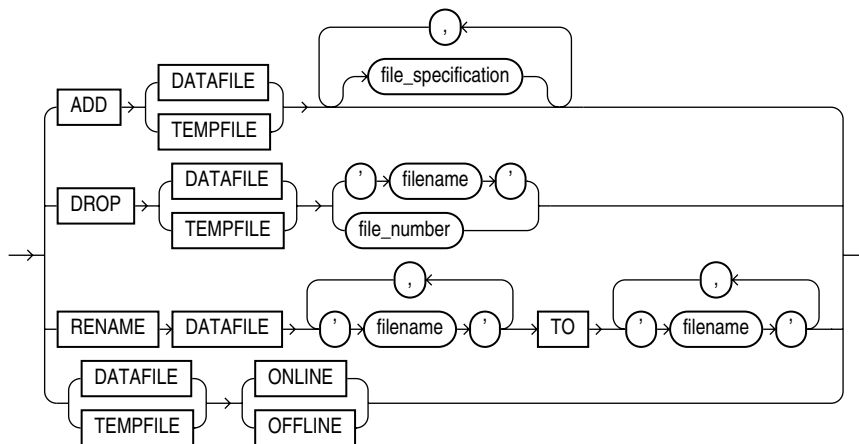 ,
DATAFILE file_specification
ADD
TEMPFILE
DATAFILE ' filename '
DROP
TEMPFILE file_number
, ,
RENAME DATAFILE ' filename ' TO ' filename '
DATAFILE ONLINE
TEMPFILE OFFLINE